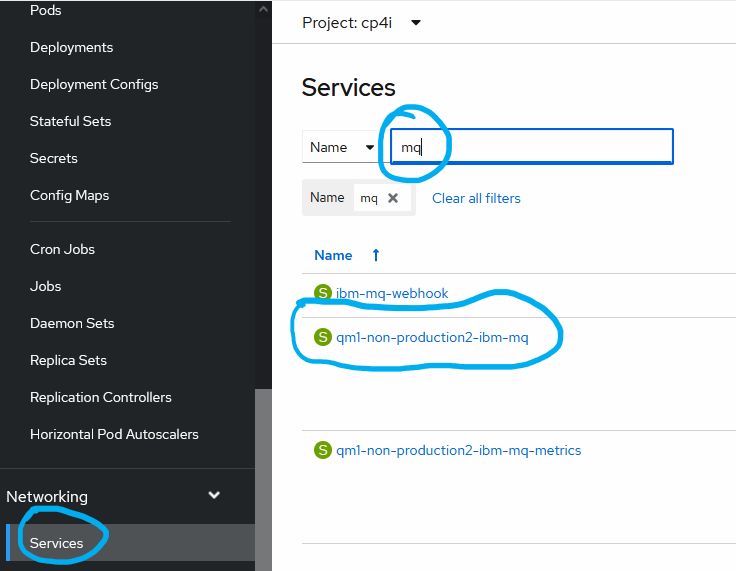 Pods
Deployments
Deployment Configs
Stateful Sets
Secrets
Config Maps
Cron Jobs
Jobs
Daemon Sets
Replica Sets
Replication Controllers
Horizontal Pod Autoscalers
Networking
Services
Project: cp4i
Services
Name mq
Name mq Clear all filters
Name
S ibm-mq-webhook
S qm1-non-production2-ibm-mq
S qm1-non-production2-ibm-mq-metrics